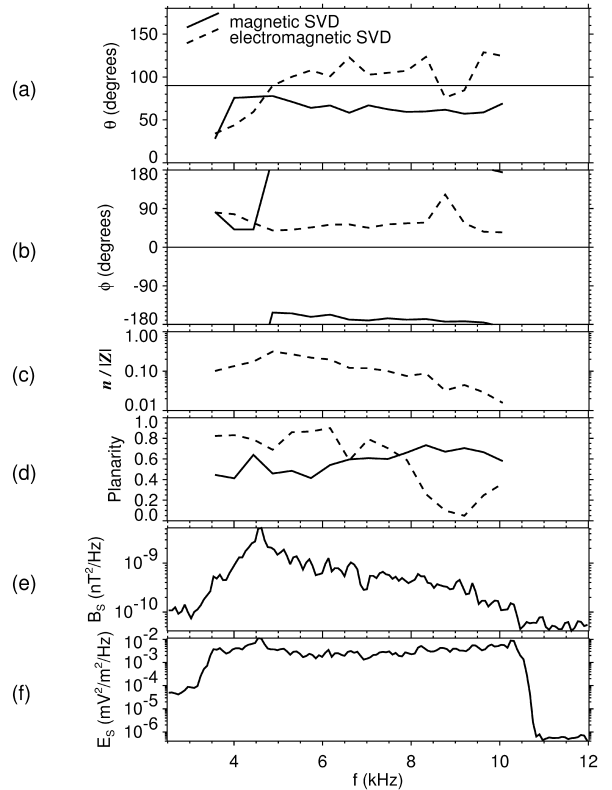 magnetic SVD
electromagnetic SVD
(a)
θ (degrees)
150
100
50
0
(b)
ϕ (degrees)
180
90
0
-90
-180
(c)
n / |Z|
1.00
0.10
0.01
(d)
Planarity
1.0
0.8
0.6
0.4
0.2
0.0
(e)
B_S (nT²/Hz)
10⁻⁹
10⁻¹⁰
(f)
E_S (mV²/m²/Hz)
10⁻²
10⁻³
10⁻⁴
10⁻⁵
10⁻⁶
4 6 8 10 12
f (kHz)